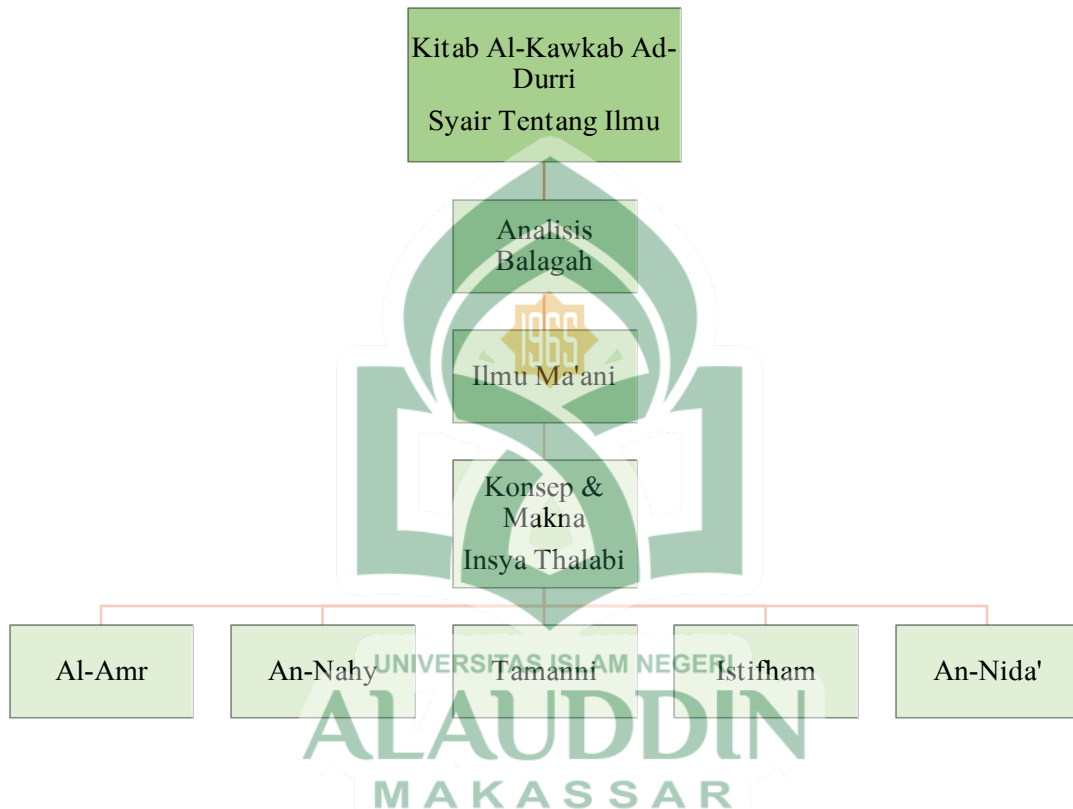 Kitab Al-Kawkab Ad-
Durri
Syair Tentang Ilmu
Analisis
Balagah
1965
Ilmu Ma'ani
Konsep &
Makna
Insya Thalabi
Al-Amr
An-Nahy
Tamanni
Istifham
An-Nida'
UNIVERSITAS ISLAM NEGERI
ALAUDDIN
MAKASSAR